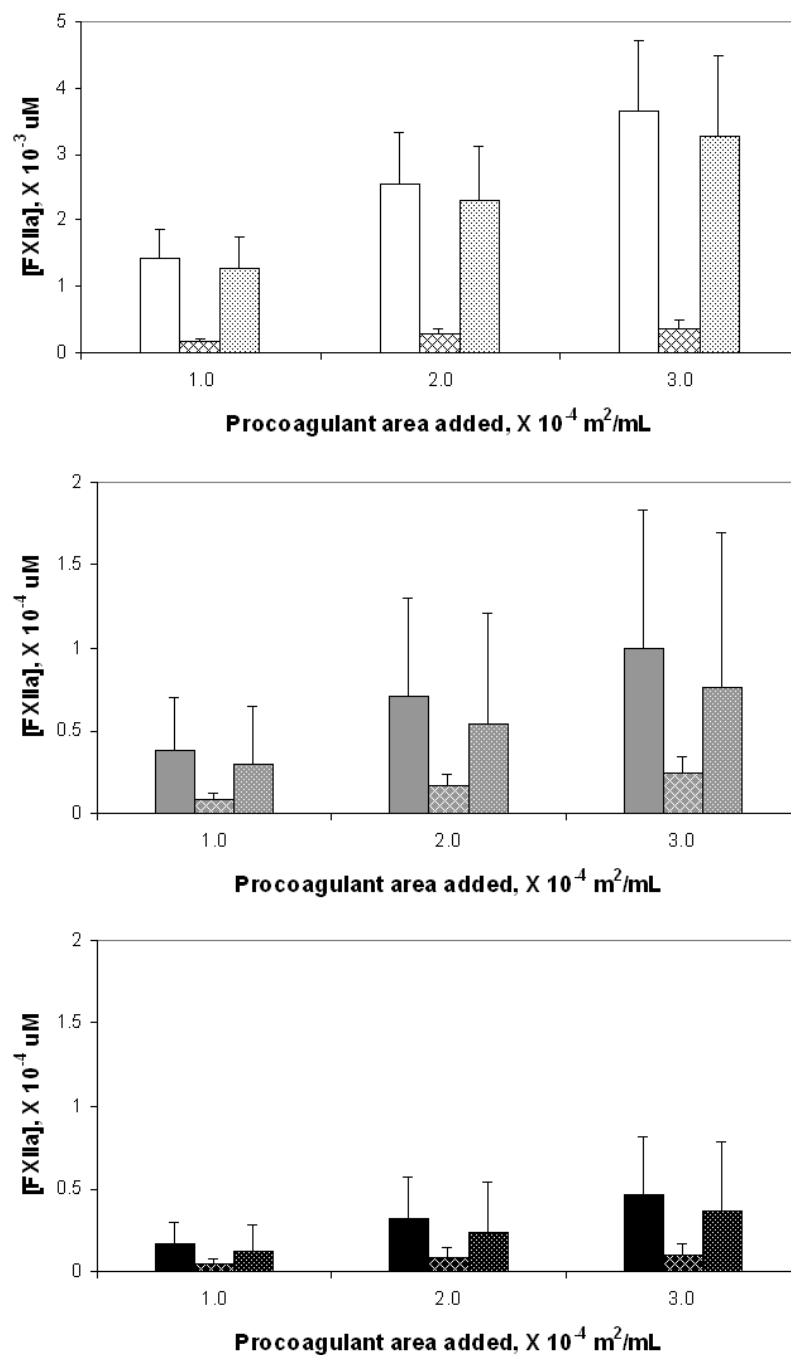 5
4
3
2
1
0
[FXIIa], X 10⁻³ uM
1.0 2.0 3.0
Procoagulant area added, X 10⁻⁴ m²/mL
2
1.5
1
0.5
0
[FXIIa], X 10⁻⁴ uM
1.0 2.0 3.0
Procoagulant area added, X 10⁻⁴ m²/mL
2
1.5
1
0.5
0
[FXIIa], X 10⁻⁴ uM
1.0 2.0 3.0
Procoagulant area added, X 10⁻⁴ m²/mL